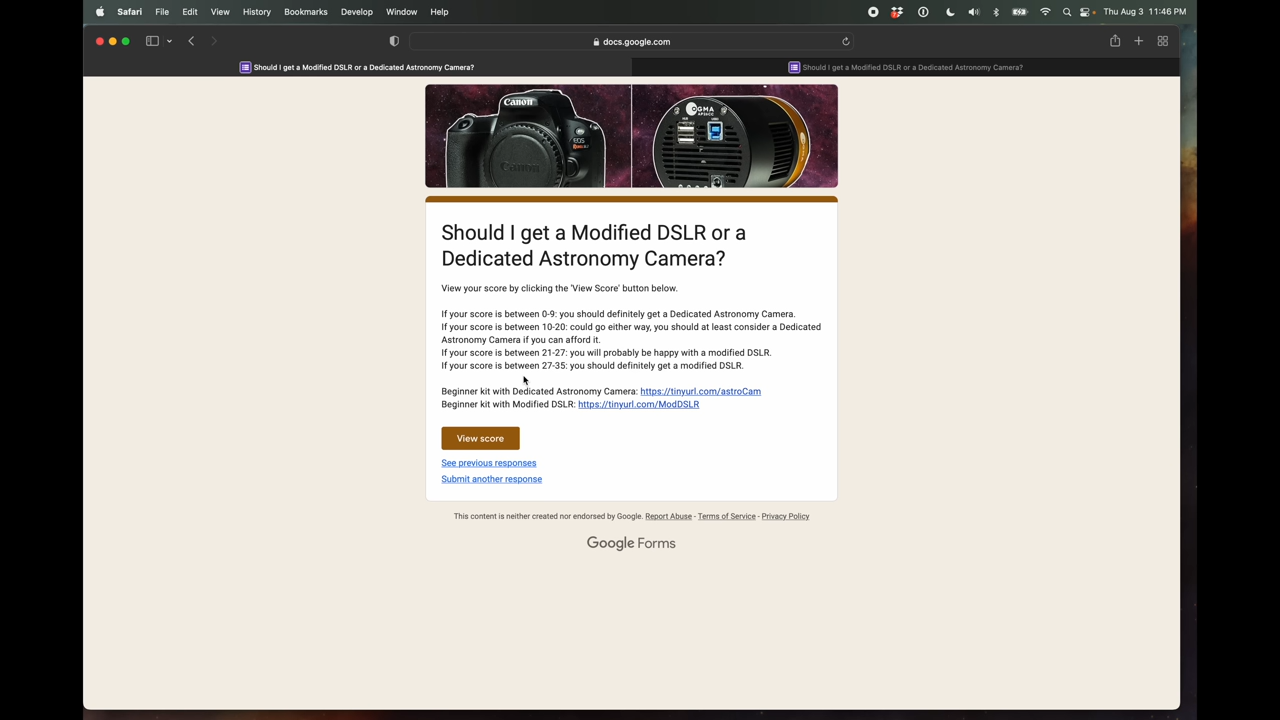 Safari File Edit View History Bookmarks Develop Window Help Thu Aug 3 11:46 PM
docs.google.com
Should I get a Modified DSLR or a Dedicated Astronomy Camera? Should I get a Modified DSLR or a Dedicated Astronomy Camera?
Canon
EOS
Canon
OGMA
AP26CC
Should I get a Modified DSLR or a
Dedicated Astronomy Camera?
View your score by clicking the 'View Score' button below.
If your score is between 0-9: you should definitely get a Dedicated Astronomy Camera.
If your score is between 10-20: could go either way, you should at least consider a Dedicated
Astronomy Camera if you can afford it.
If your score is between 21-27: you will probably be happy with a modified DSLR.
If your score is between 27-35: you should definitely get a modified DSLR.
Beginner kit with Dedicated Astronomy Camera: https://tinyurl.com/astroCam
Beginner kit with Modified DSLR: https://tinyurl.com/ModDSLR
View score
See previous responses
Submit another response
This content is neither created nor endorsed by Google. Report Abuse - Terms of Service - Privacy Policy
Google Forms